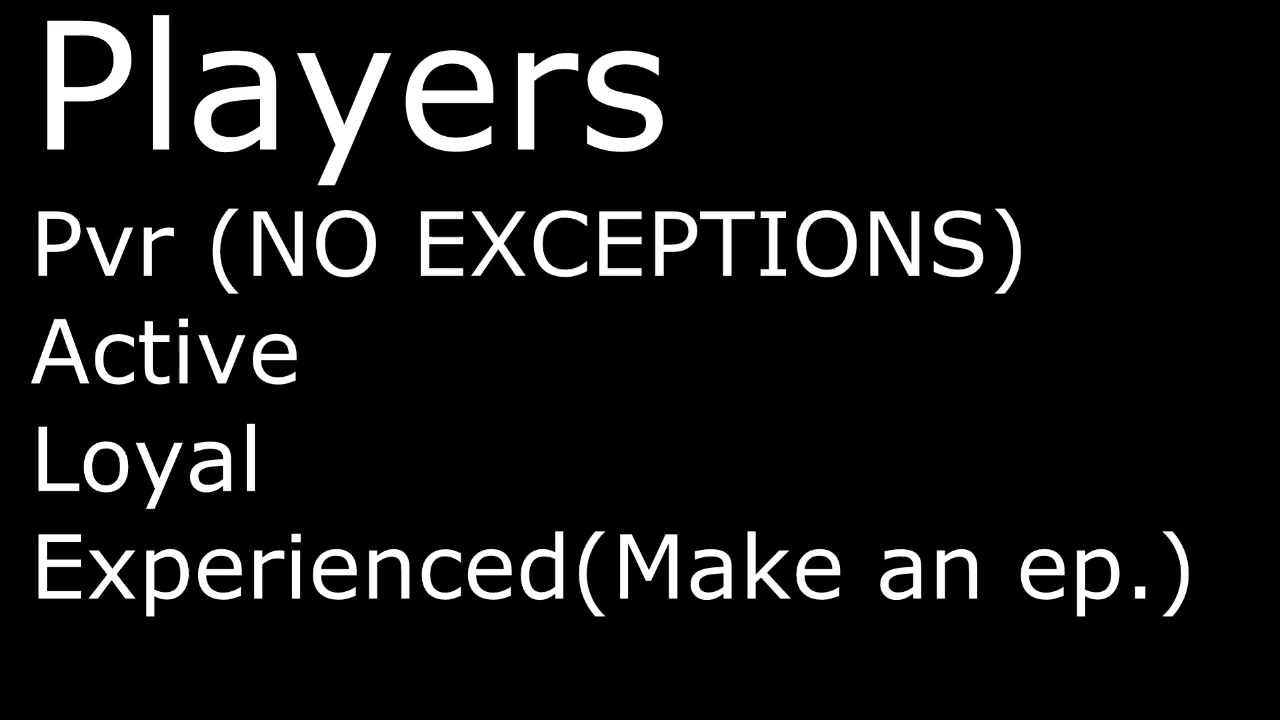 Players
Pvr (NO EXCEPTIONS)
Active
Loyal
Experienced(Make an ep.)